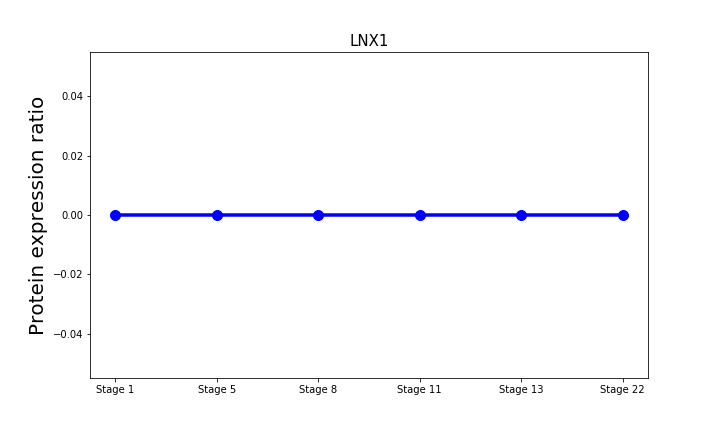 LNX1
Protein expression ratio
0.04
0.02
0.00
−0.02
−0.04
Stage 1 Stage 5 Stage 8 Stage 11 Stage 13 Stage 22